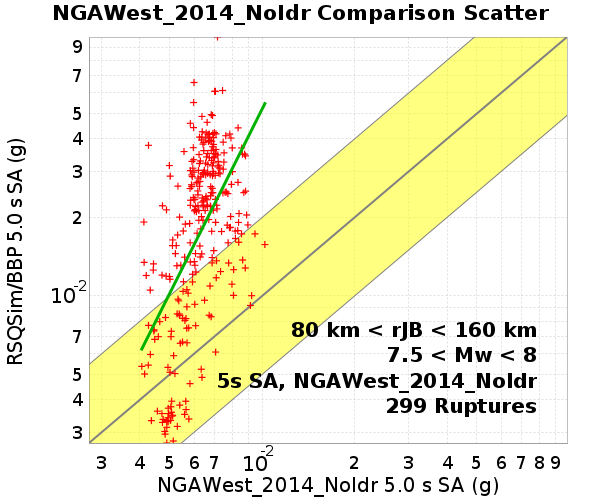 NGAWest_2014_NoIdr Comparison Scatter
RSQSim/BBP 5.0 s SA (g)
9
7
5
4
3
2
10⁻²
7
5
4
3
80 km < rJB < 160 km
7.5 < Mw < 8
5s SA, NGAWest_2014_NoIdr
299 Ruptures
3 4 5 6 7 10⁻² 2 3 4 5 6 7 8 9
NGAWest_2014_NoIdr 5.0 s SA (g)